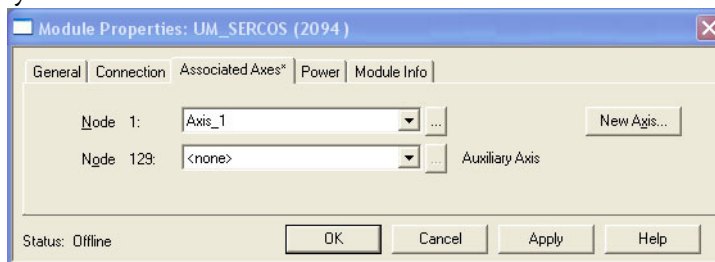 y
Module Properties: UM_SERCOS (2094)
General Connection Associated Axes* Power Module Info
Node 1: Axis_1 ... New Axis...
Node 129: <none> ... Auxiliary Axis
Status: Offline OK Cancel Apply Help